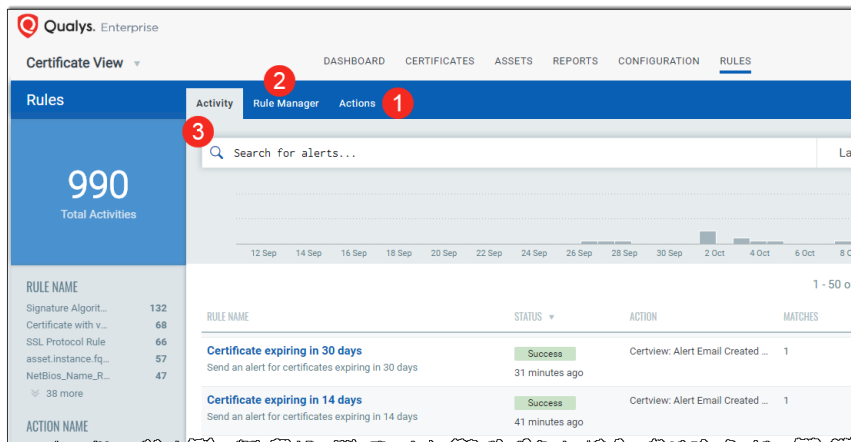 Qualys. Enterprise
Certificate View
DASHBOARD CERTIFICATES ASSETS REPORTS CONFIGURATION RULES
2
Rules
Activity Rule Manager Actions 1
3
Search for alerts... La
990
Total Activities
12 Sep 14 Sep 16 Sep 18 Sep 20 Sep 22 Sep 24 Sep 26 Sep 28 Sep 30 Sep 2 Oct 4 Oct 6 Oct 8 O
1 - 50 o
RULE NAME
Signature Algorit... 132
Certificate with v... 68
SSL Protocol Rule 66
asset.instance.fq... 57
NetBios_Name_R... 47
38 more
ACTION NAME
RULE NAME STATUS ACTION MATCHES
Certificate expiring in 30 days Success Certview: Alert Email Created ... 1
Send an alert for certificates expiring in 30 days
31 minutes ago
Certificate expiring in 14 days Success Certview: Alert Email Created ... 1
Send an alert for certificates expiring in 14 days
41 minutes ago